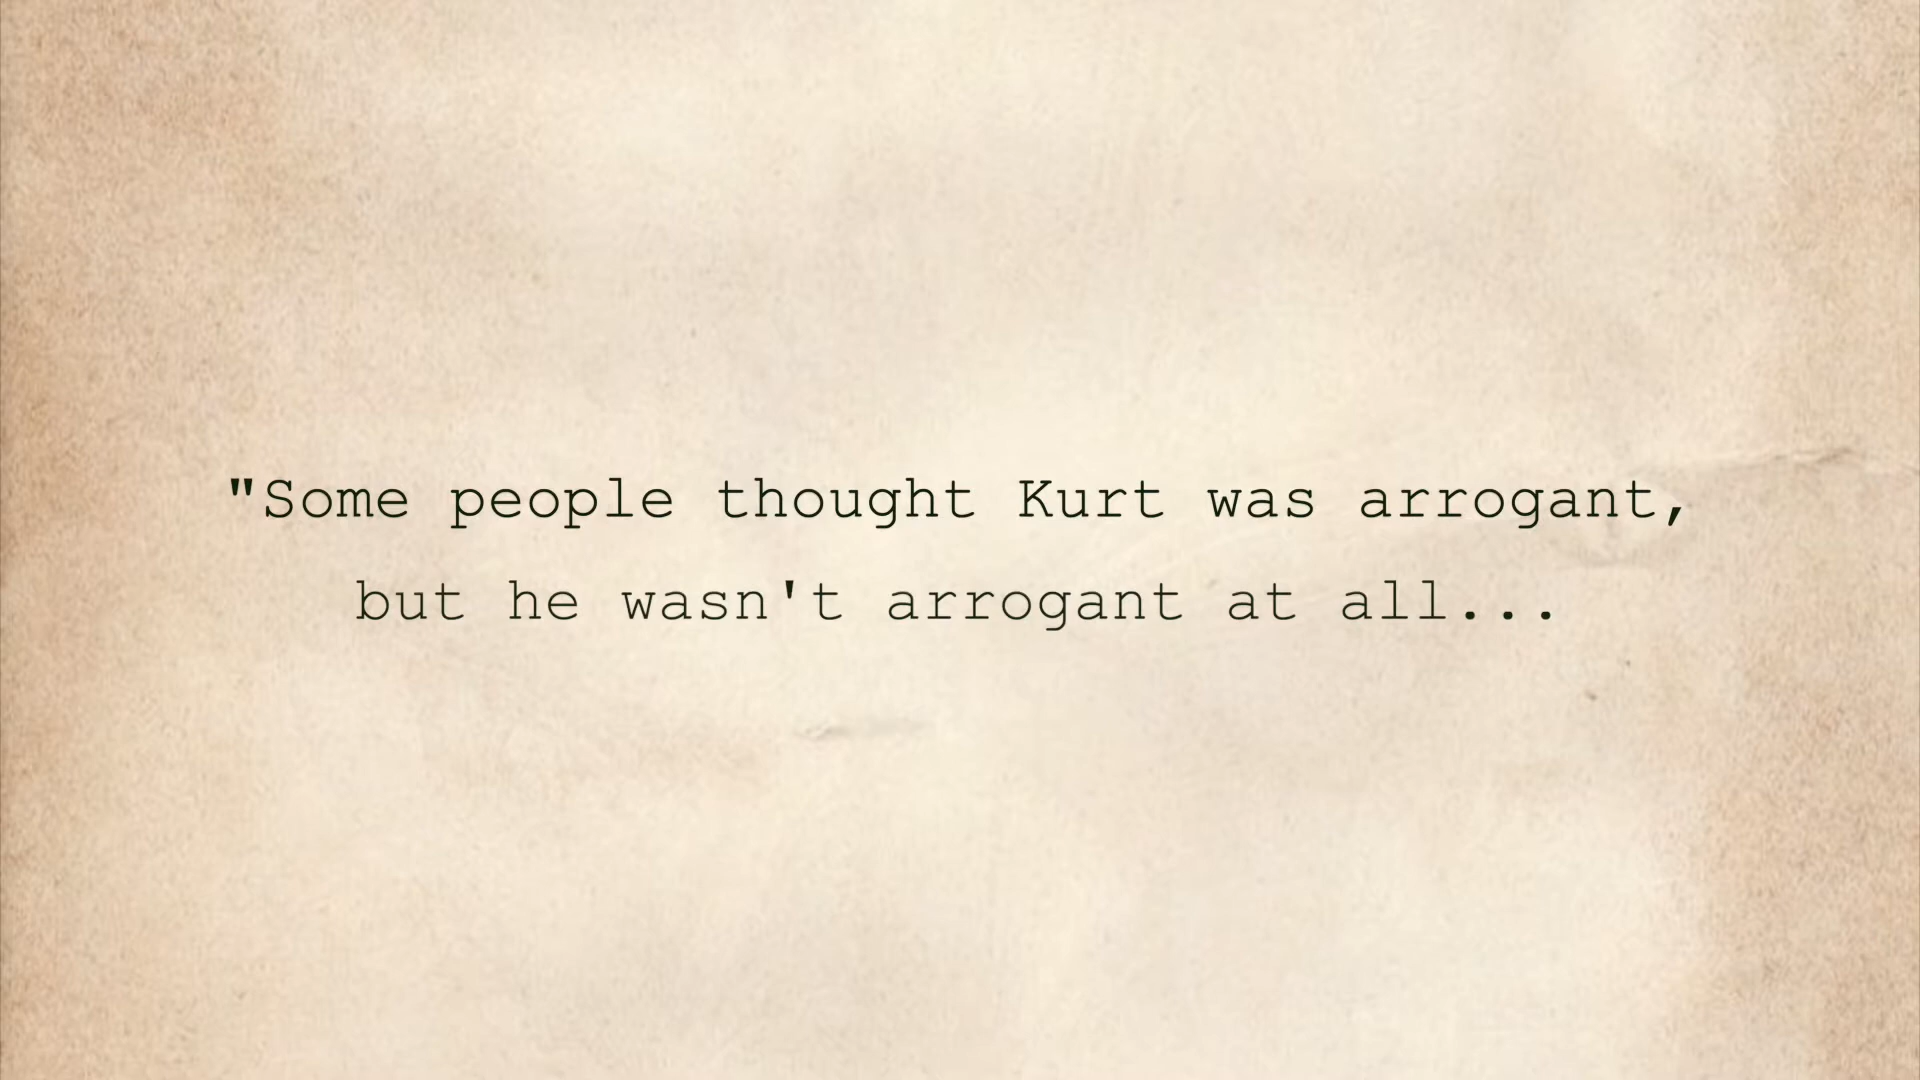 "Some people thought Kurt was arrogant,
but he wasn't arrogant at all...